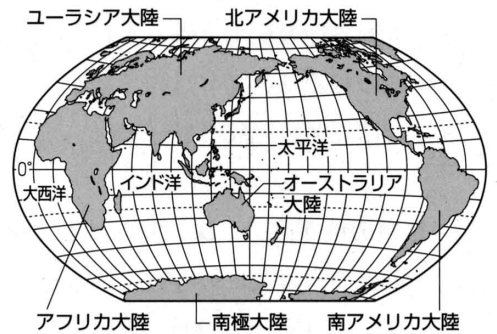 ユーラシア大陸
北アメリカ大陸
太平洋
0°
大西洋
インド洋
オーストラリア
大陸
アフリカ大陸
南極大陸
南アメリカ大陸